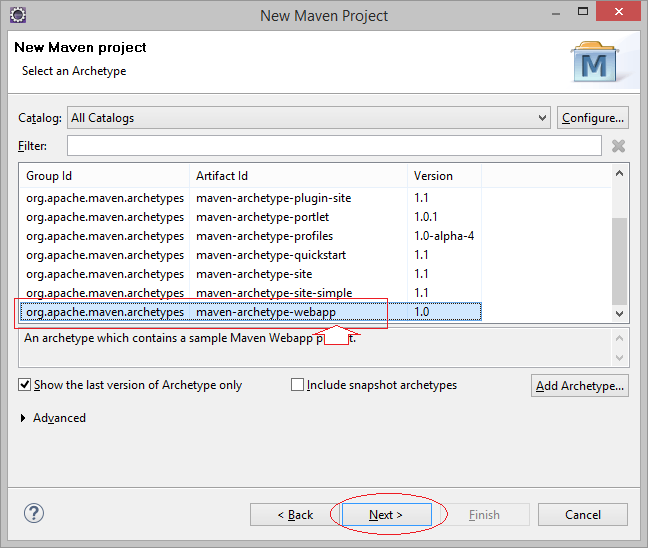 New Maven Project
New Maven project
Select an Archetype
M
Catalog: All Catalogs Configure...
Filter:
Group Id Artifact Id Version
org.apache.maven.archetypes maven-archetype-plugin-site 1.1
org.apache.maven.archetypes maven-archetype-portlet 1.0.1
org.apache.maven.archetypes maven-archetype-profiles 1.0-alpha-4
org.apache.maven.archetypes maven-archetype-quickstart 1.1
org.apache.maven.archetypes maven-archetype-site 1.1
org.apache.maven.archetypes maven-archetype-site-simple 1.1
org.apache.maven.archetypes maven-archetype-webapp 1.0
An archetype which contains a sample Maven Webapp
Show the last version of Archetype only Include snapshot archetypes Add Archetype...
Advanced
? < Back Next > Finish Cancel